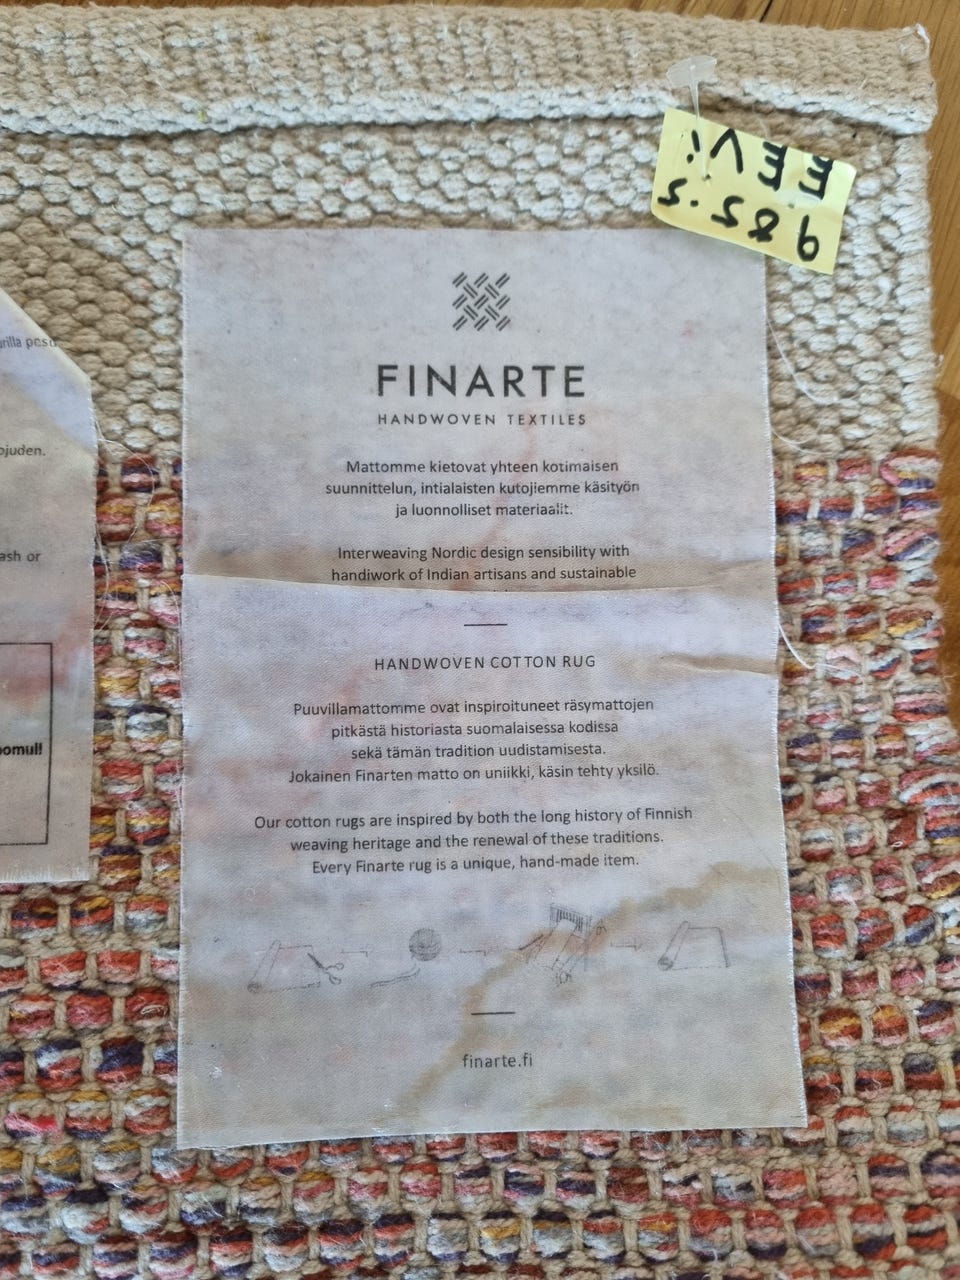 FINARTE
HANDWOVEN TEXTILES
Mattomme kietovat yhteen kotimaisen
suunnittelun, intialaisten kutojiemme käsityön
ja luonnolliset materiaalit.
Interweaving Nordic design sensibility with
handiwork of Indian artisans and sustainable
HANDWOVEN COTTON RUG
Puuvillamattomme ovat inspiroituneet räsymattojen
pitkästä historiasta suomalaisessa kodissa
sekä tämän tradition uudistamisesta.
Jokainen Finarten matto on uniikki, käsin tehty yksilö.
Our cotton rugs are inspired by both the long history of Finnish
weaving heritage and the renewal of these traditions.
Every Finarte rug is a unique, hand-made item.
finarte.fi
ojuden.
ash or